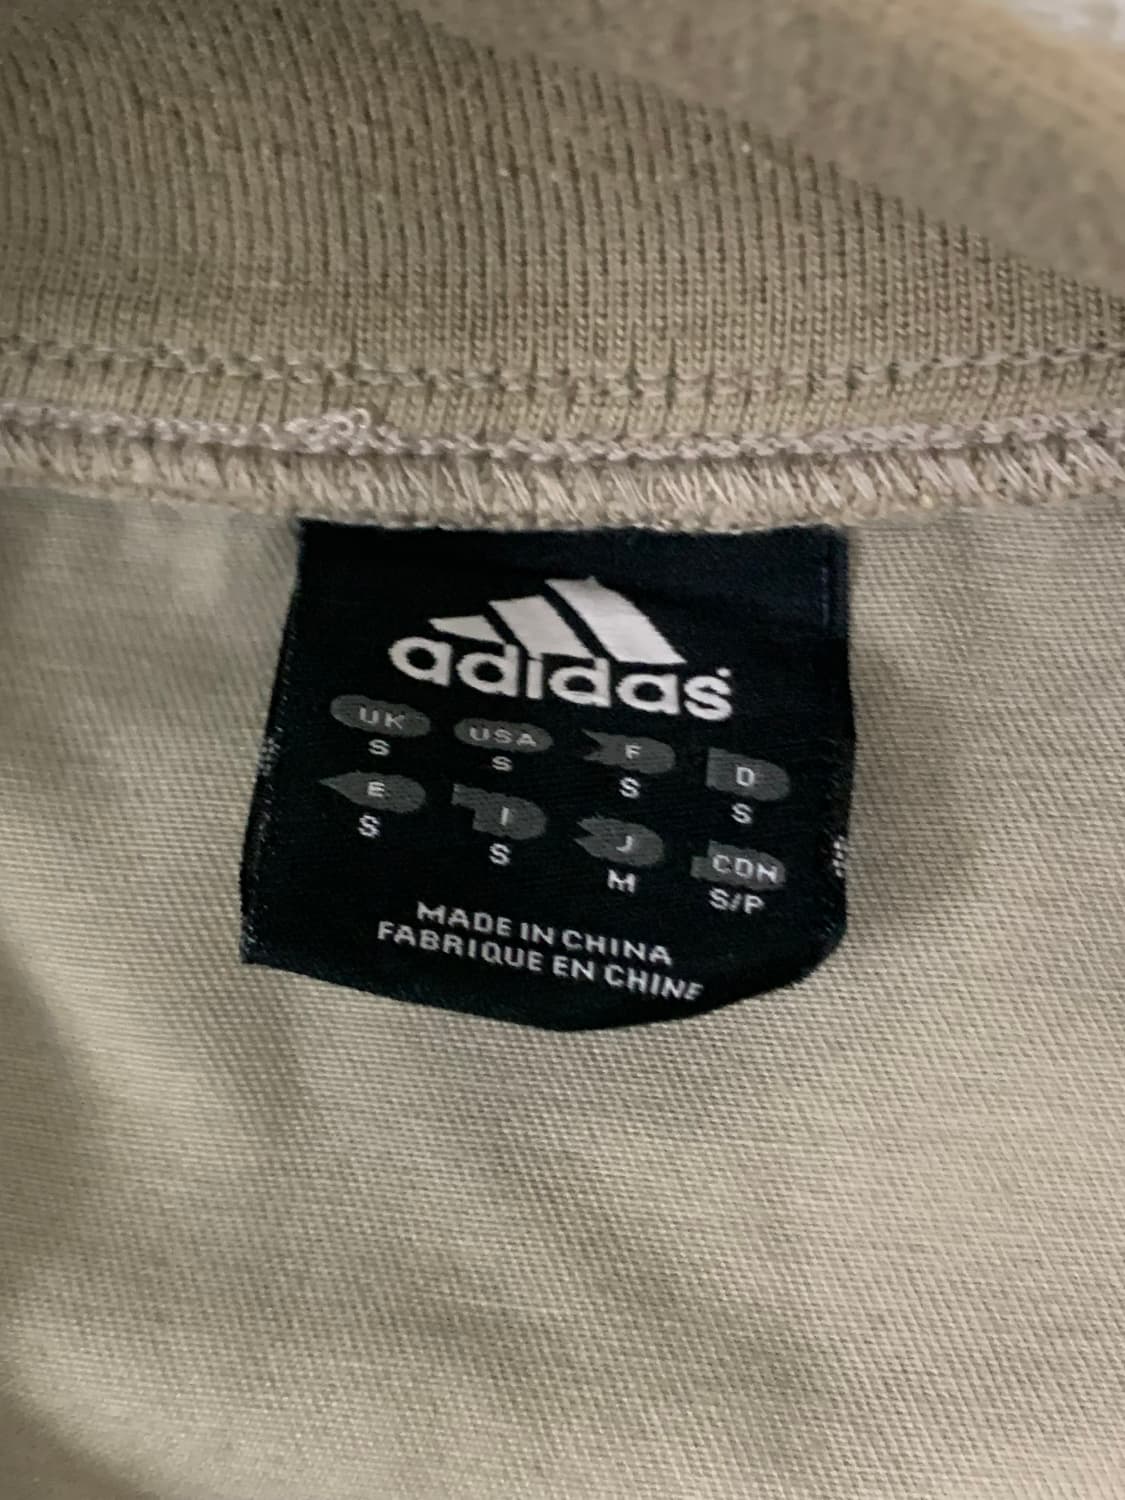 adidas
UK USA F D
S S S S
E I J CDN
S S M S/P
MADE IN CHINA
FABRIQUE EN CHINE